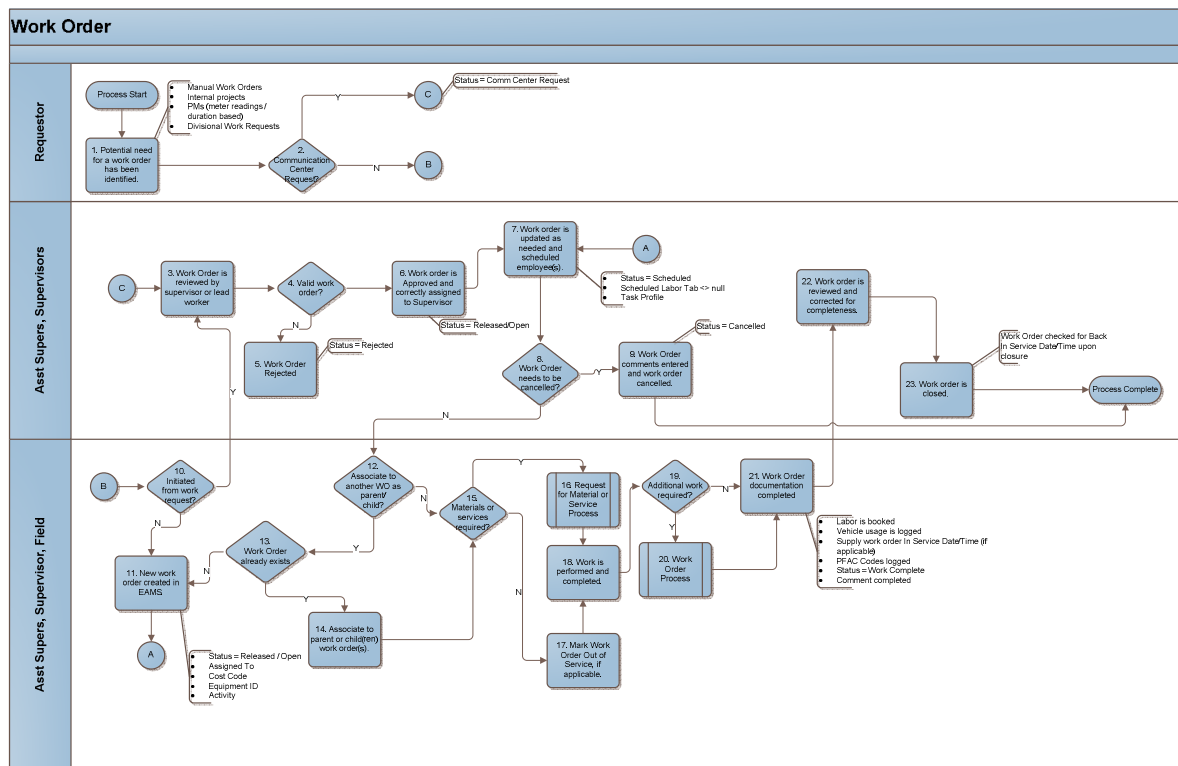 Work Order
Requestor
Process Start
• Manual Work Orders
• Internal projects
• PMs (meter readings /
duration based)
• Divisional Work Requests
Y
C
Status = Comm Center Request
1. Potential need
for a work order
has been
identified.
2.
Communication
Center
Request?
N
B
Asst Supers, Supervisors
C
3. Work Order is
reviewed by
supervisor or lead
worker
4. Valid work
order?
N
5. Work Order
Rejected
Status = Rejected
6. Work order is
Approved and
correctly assigned
to Supervisor
Status = Released/Open
7. Work order is
updated as
needed and
scheduled
employee(s).
A
• Status = Scheduled
• Scheduled Labor Tab <> null
• Task Profile
8.
Work Order
needs to be
cancelled?
Y
9. Work Order
comments entered
and work order
cancelled.
Status = Cancelled
N
Y
22. Work order is
reviewed and
corrected for
completeness.
23. Work order is
closed.
Work Order checked for Back
In Service Date/Time upon
closure
Process Complete
Asst Supers, Supervisor, Field
B
10.
Initiated
from work
request?
N
11. New work
order created in
EAMS
A
• Status = Released / Open
• Assigned To
• Cost Code
• Equipment ID
• Activity
12.
Associate to
another WO as
parent/
child?
N
Y
13.
Work Order
already exists
N
Y
14. Associate to
parent or child(ren)
work order(s).
15.
Materials or
services
required?
Y
N
16. Request
for Material or
Service
Process
18. Work is
performed and
completed.
17. Mark Work
Order Out of
Service, if
applicable.
19.
Additional work
required?
N
Y
20. Work
Order
Process
21. Work Order
documentation
completed
• Labor is booked
• Vehicle usage is logged
• Supply work order In Service Date/Time (if
applicable)
• PFAC Codes logged
• Status = Work Complete
• Comment completed